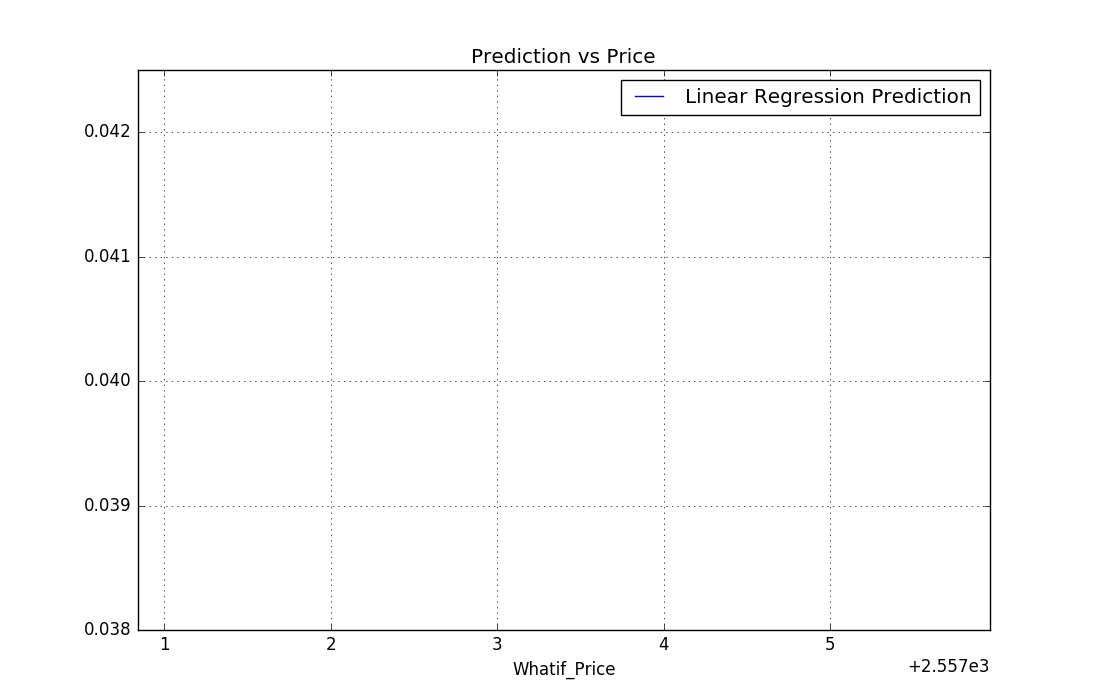 Prediction vs Price
Linear Regression Prediction
0.042
0.041
0.040
0.039
0.038
1 2 3 4 5
Whatif_Price
+2.557e3